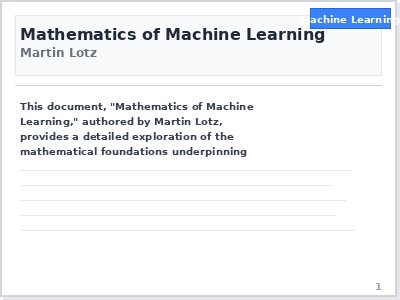 Machine Learning
Mathematics of Machine Learning
Martin Lotz
This document, "Mathematics of Machine
Learning," authored by Martin Lotz,
provides a detailed exploration of the
mathematical foundations underpinning
1